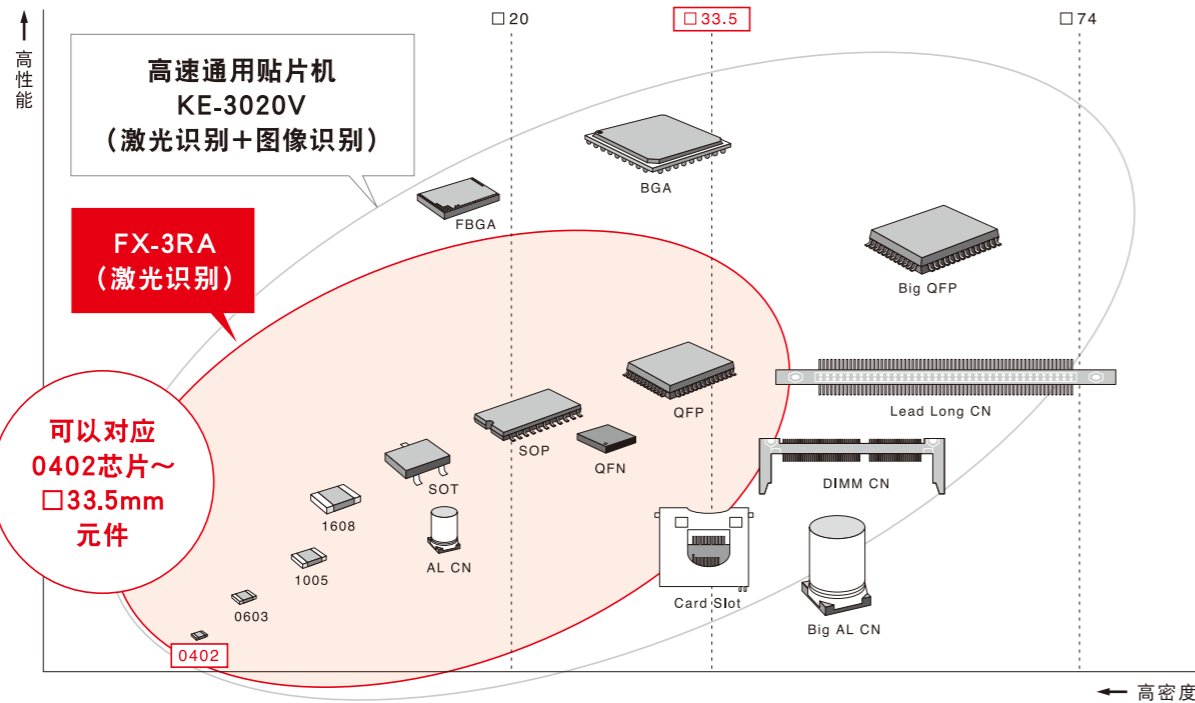 高性能
□20
□33.5
□74
高速通用贴片机
KE-3020V
（激光识别＋图像识别）
BGA
FBGA
FX-3RA
（激光识别）
Big QFP
QFP
Lead Long CN
可以对应
0402芯片～
□33.5mm
元件
SOP
QFN
SOT
DIMM CN
1608
AL CN
1005
Card Slot
0603
Big AL CN
0402
高密度